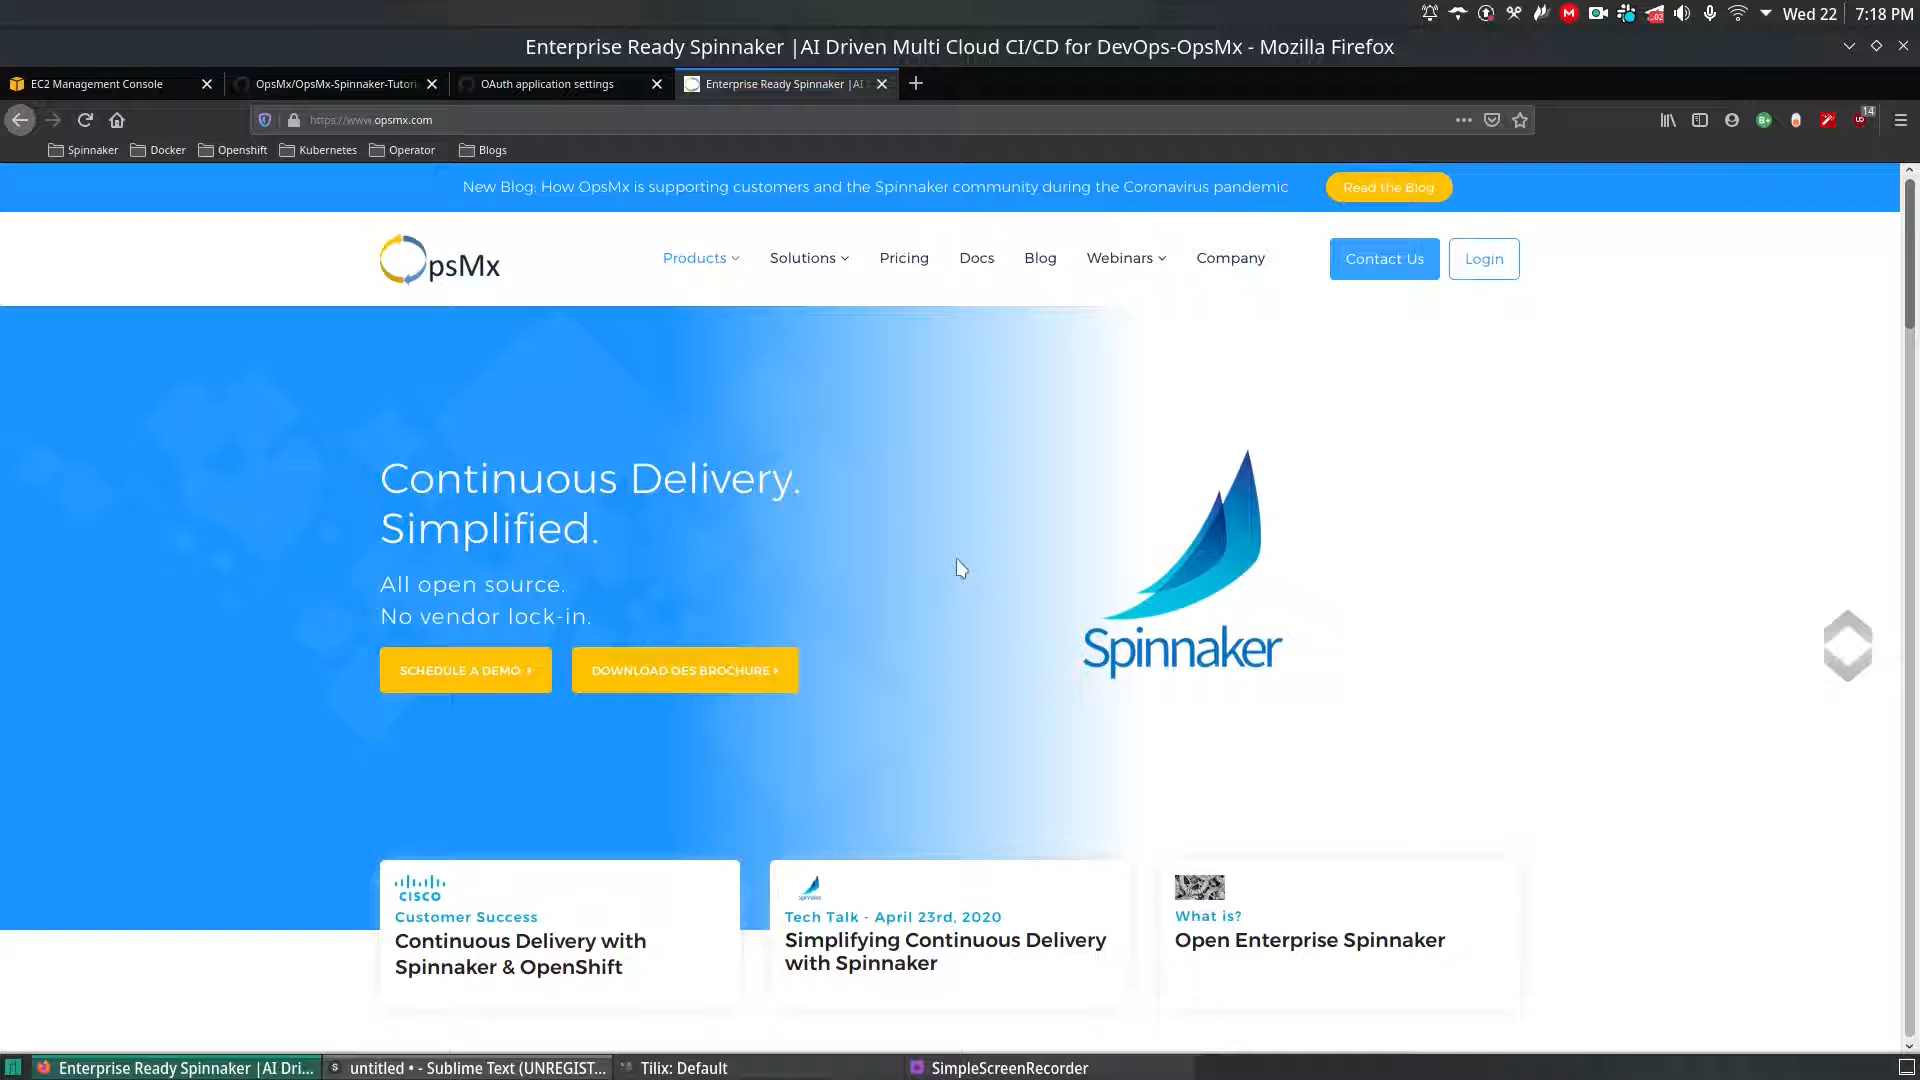 Wed 22 7:18 PM
Enterprise Ready Spinnaker |AI Driven Multi Cloud CI/CD for DevOps-OpsMx - Mozilla Firefox
EC2 Management Console
OpsMx/OpsMx-Spinnaker-Tutori
OAuth application settings
Enterprise Ready Spinnaker |AI
https://www.opsmx.com
14
Spinnaker Docker Openshift Kubernetes Operator Blogs
New Blog: How OpsMx is supporting customers and the Spinnaker community during the Coronavirus pandemic
Read the Blog
OpsMx
Products Solutions Pricing Docs Blog Webinars Company
Contact Us
Login
Continuous Delivery.
Simplified.
All open source.
No vendor lock-in.
SCHEDULE A DEMO
DOWNLOAD OES BROCHURE
Spinnaker
CISCO
Customer Success
Continuous Delivery with
Spinnaker & OpenShift
Tech Talk - April 23rd, 2020
Simplifying Continuous Delivery
with Spinnaker
What is?
Open Enterprise Spinnaker
Enterprise Ready Spinnaker |AI Dri...
untitled • - Sublime Text (UNREGIST...
Tilix: Default
SimpleScreenRecorder